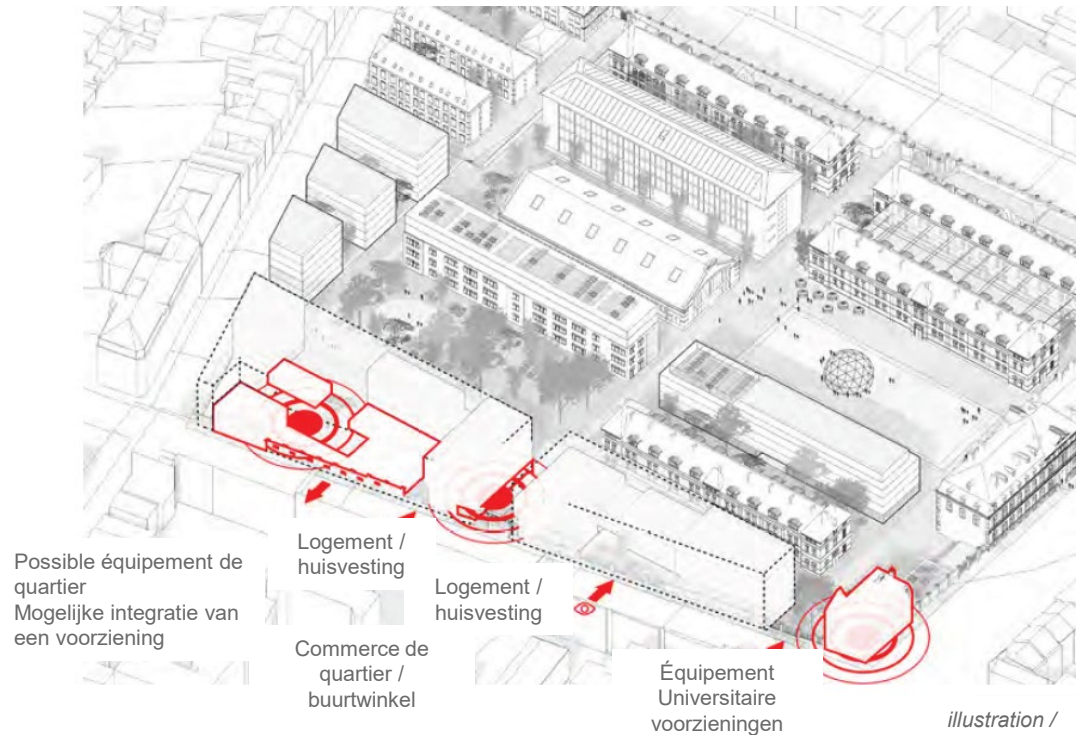 Possible équipement de
quartier
Mogelijke integratie van
een voorziening
Logement /
huisvesting
Logement /
huisvesting
Commerce de
quartier /
buurtwinkel
Équipement
Universitaire
voorzieningen
illustration /